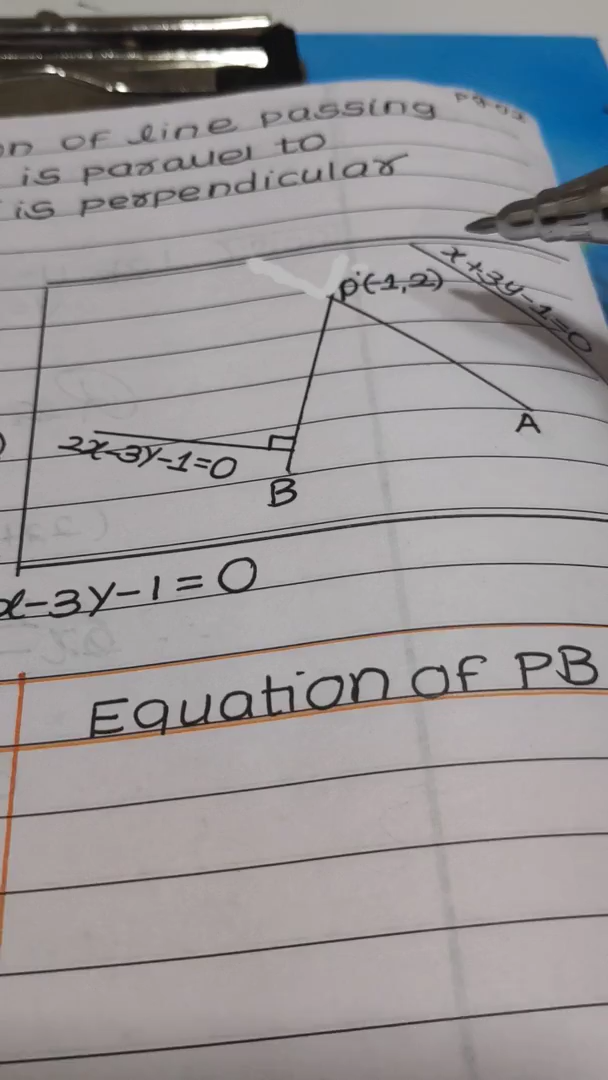 on of line passing
is parallel to
is perpendicular
x+3y-1=0
P(-1,2)
A
2x-3y-1=0
B
x-3y-1=0
Equation of PB